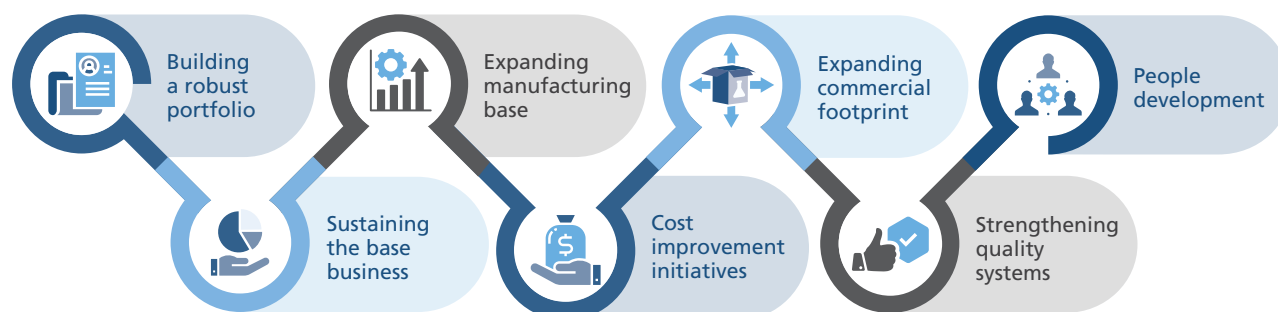 Building
a robust
portfolio
Sustaining
the base
business
Expanding
manufacturing
base
Cost
improvement
initiatives
$
Expanding
commercial
footprint
Strengthening
quality
systems
People
development